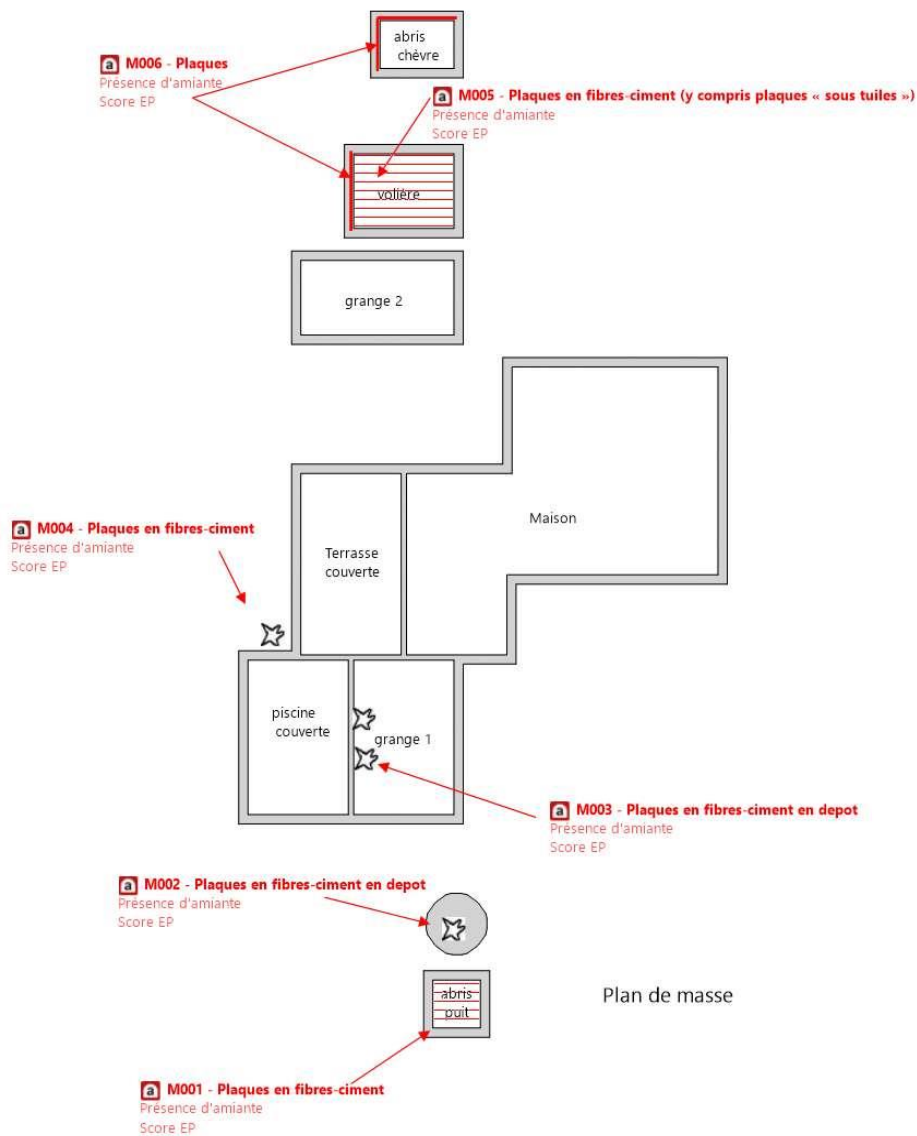 abris
chèvre
a M006 - Plaques
Présence d'amiante
Score EP
a M005 - Plaques en fibres-ciment (y compris plaques « sous tuiles »)
Présence d'amiante
Score EP
volière
grange 2
Maison
a M004 - Plaques en fibres-ciment
Présence d'amiante
Score EP
Terrasse
couverte
piscine
couverte
grange 1
a M003 - Plaques en fibres-ciment en depot
Présence d'amiante
Score EP
a M002 - Plaques en fibres-ciment en depot
Présence d'amiante
Score EP
abris
puit
Plan de masse
a M001 - Plaques en fibres-ciment
Présence d'amiante
Score EP